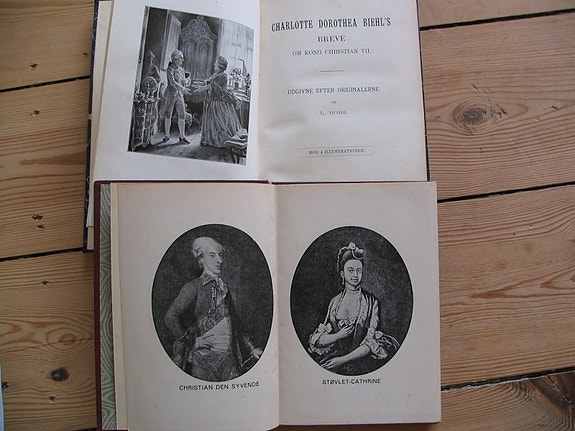 CHARLOTTE DOROTHEA BIEHL'S
BREVE
OM KONG CHRISTIAN VII.
UDGIVNE EFTER ORIGINALERNE
AF
L. BOBÉ.
MED 4 ILLUSTRATIONER.
CHRISTIAN DEN SYVENDE
STØVLET-CATHRINE